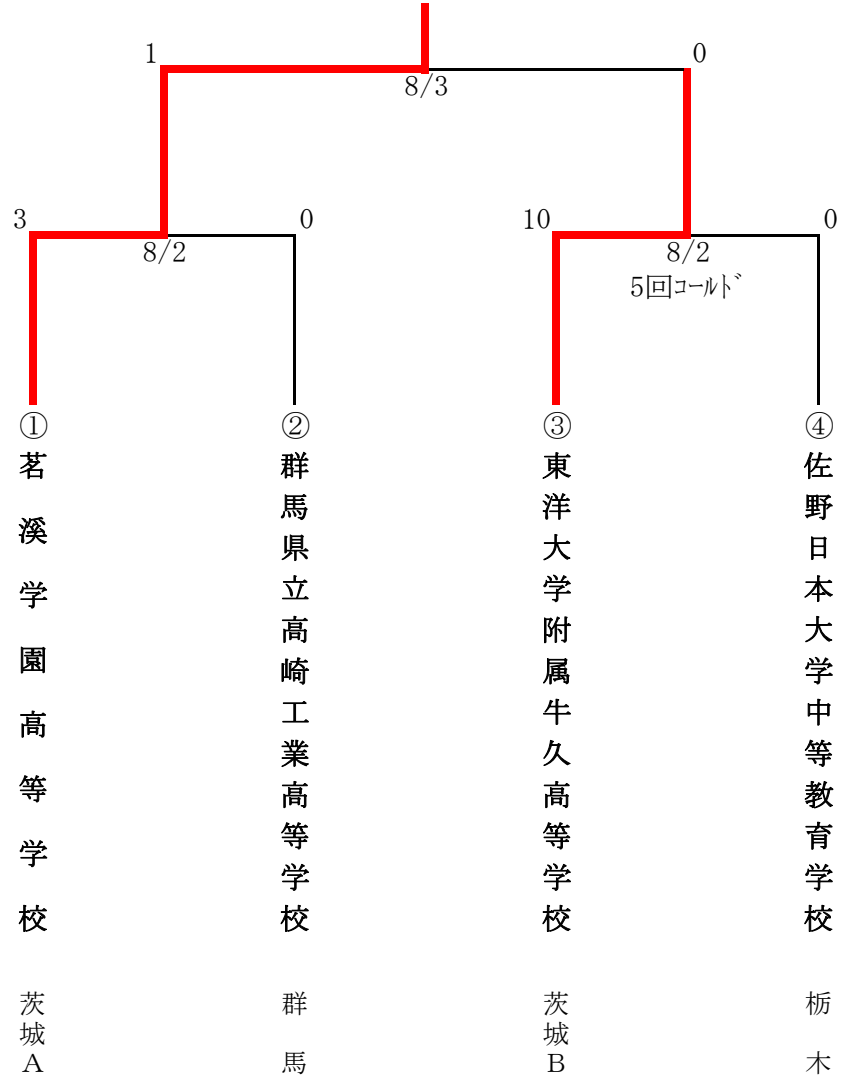 1
0
8/3
3
0
10
0
8/2
8/2
5回ｺｰﾙﾄﾞ
①
②
③
④
茗溪学園高等学校
群馬県立高崎工業高等学校
東洋大学附属牛久高等学校
佐野日本大学中等教育学校
茨城A
群馬
茨城B
栃木